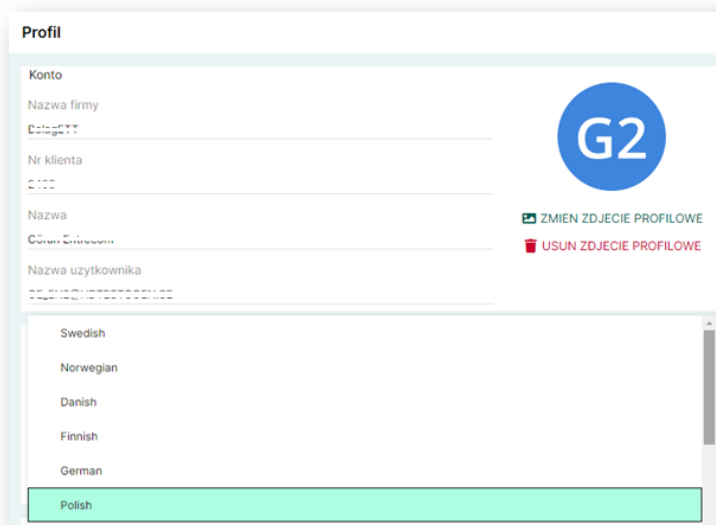 Profil
Konto
Nazwa firmy
Nr klienta
Nazwa
Nazwa uzytkownika
G2
ZMIEN ZDJECIE PROFILOWE
USUN ZDJECIE PROFILOWE
Swedish
Norwegian
Danish
Finnish
German
Polish